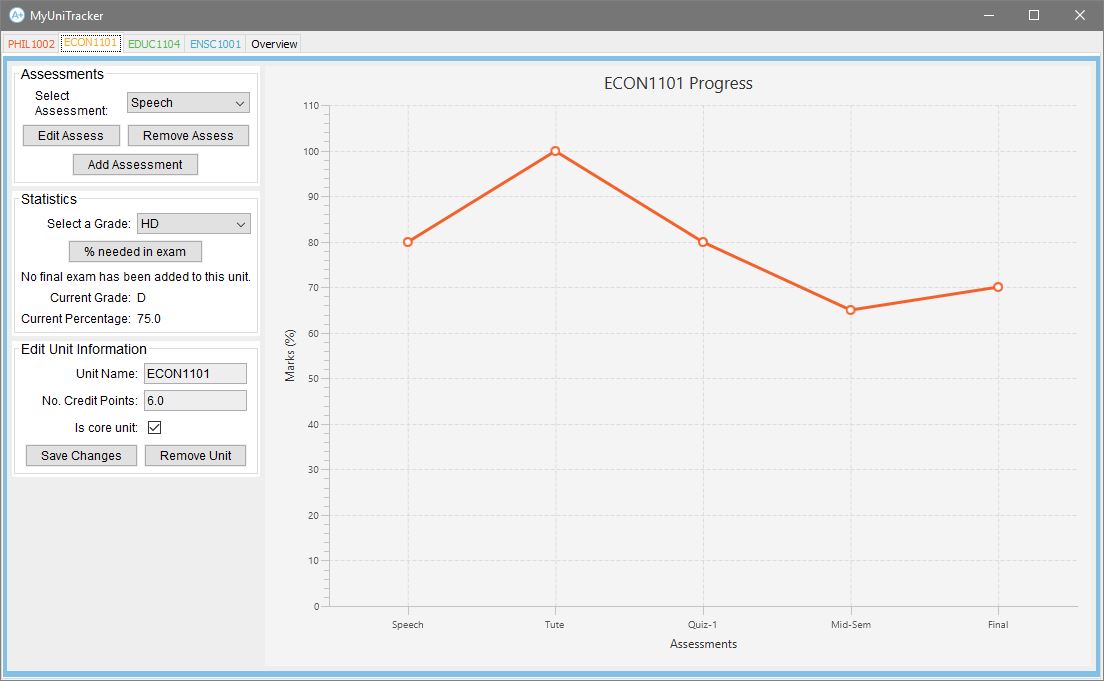 A+ MyUniTracker
PHIL1002 ECON1101 EDUC1104 ENSC1001 Overview
Assessments
Select
Assessment:
Speech
Edit Assess Remove Assess
Add Assessment
Statistics
Select a Grade: HD
% needed in exam
No final exam has been added to this unit.
Current Grade: D
Current Percentage: 75.0
Edit Unit Information
Unit Name: ECON1101
No. Credit Points: 6.0
Is core unit:
Save Changes Remove Unit
ECON1101 Progress
110
100
90
80
70
60
50
40
30
20
10
0
Marks (%)
Speech Tute Quiz-1 Mid-Sem Final
Assessments